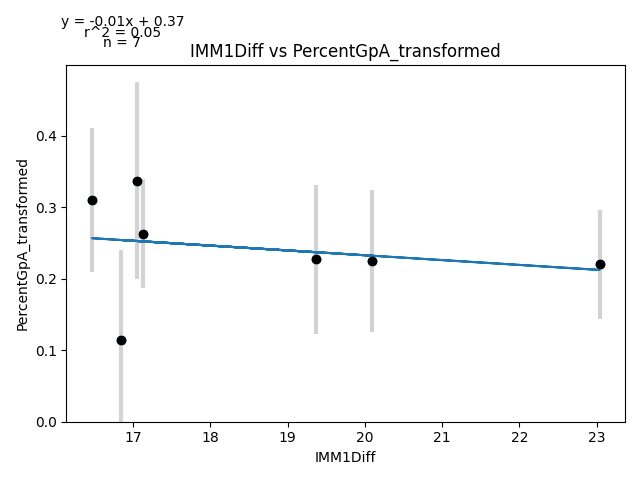 y = -0.01x + 0.37
r^2 = 0.05
n = 7
IMM1Diff vs PercentGpA_transformed
PercentGpA_transformed
0.4
0.3
0.2
0.1
0.0
17 18 19 20 21 22 23
IMM1Diff